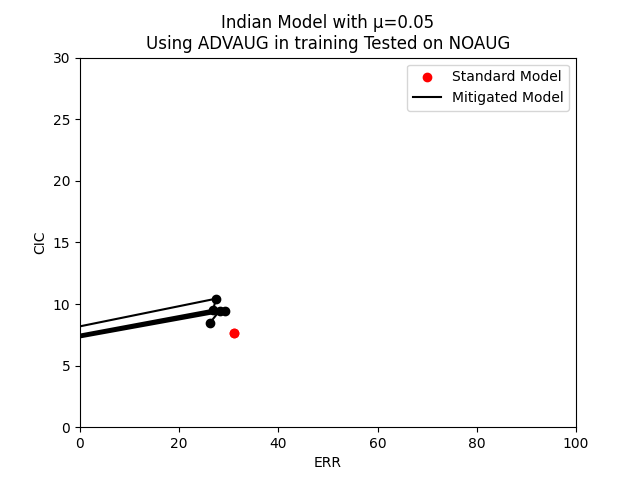 Indian Model with μ=0.05
Using ADVAUG in training Tested on NOAUG
Standard Model
Mitigated Model
30
25
20
15
10
5
0
CIC
0 20 40 60 80 100
ERR